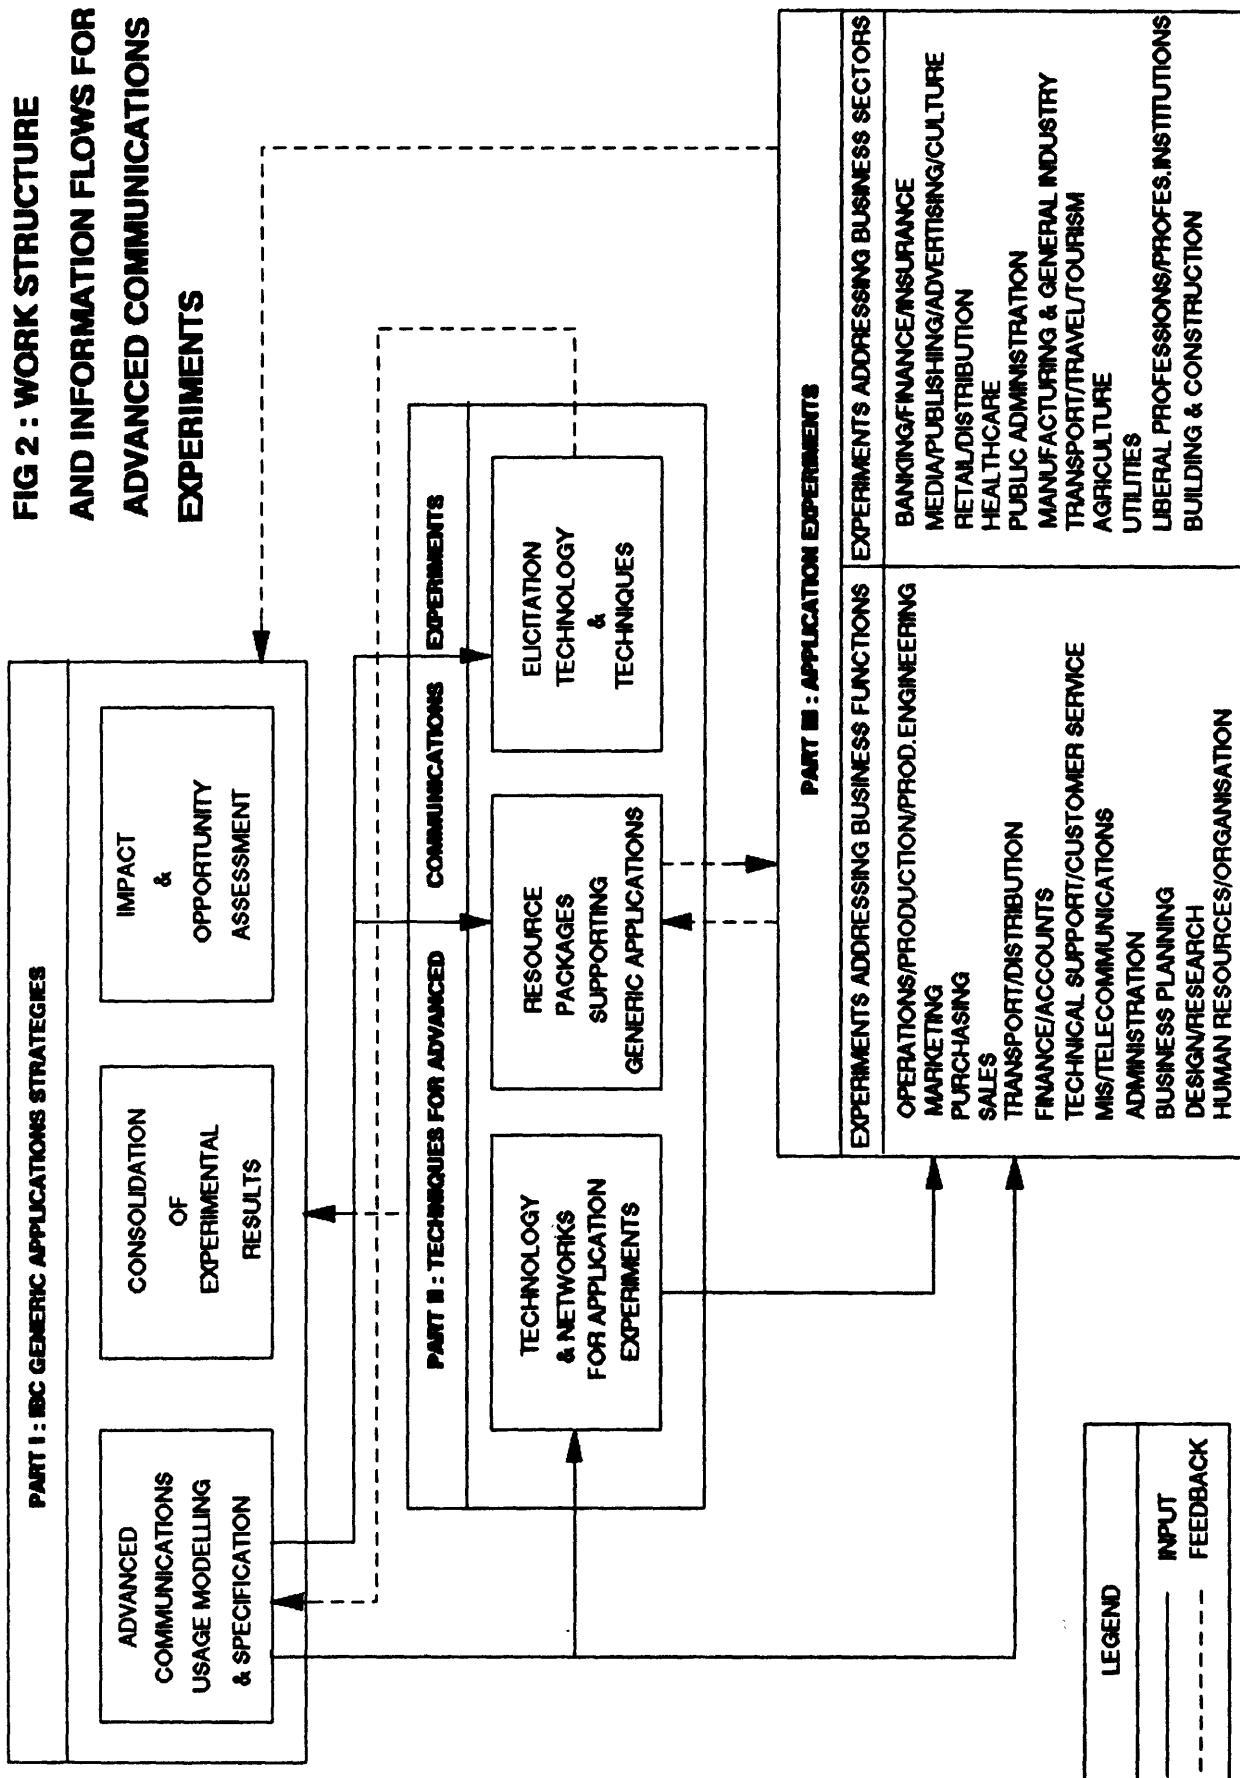 FIG 2 : WORK STRUCTURE
AND INFORMATION FLOWS FOR
ADVANCED COMMUNICATIONS
EXPERIMENTS
PART I : IBC GENERIC APPLICATIONS STRATEGIES
ADVANCED
COMMUNICATIONS
USAGE MODELLING
& SPECIFICATION
CONSOLIDATION
OF
EXPERIMENTAL
RESULTS
IMPACT
&
OPPORTUNITY
ASSESSMENT
PART II : TECHNIQUES FOR ADVANCED COMMUNICATIONS EXPERIMENTS
TECHNOLOGY
& NETWORKS
FOR APPLICATION
EXPERIMENTS
RESOURCE
PACKAGES
SUPPORTING
GENERIC APPLICATIONS
ELICITATION
TECHNOLOGY
&
TECHNIQUES
PART III : APPLICATION EXPERIMENTS
EXPERIMENTS ADDRESSING BUSINESS FUNCTIONS
OPERATIONS/PRODUCTION/PROD.ENGINEERING
MARKETING
PURCHASING
SALES
TRANSPORT/DISTRIBUTION
FINANCE/ACCOUNTS
TECHNICAL SUPPORT/CUSTOMER SERVICE
MIS/TELECOMMUNICATIONS
ADMINISTRATION
BUSINESS PLANNING
DESIGN/RESEARCH
HUMAN RESOURCES/ORGANISATION
EXPERIMENTS ADDRESSING BUSINESS SECTORS
BANKING/FINANCE/INSURANCE
MEDIA/PUBLISHING/ADVERTISING/CULTURE
RETAIL/DISTRIBUTION
HEALTHCARE
PUBLIC ADMINISTRATION
MANUFACTURING & GENERAL INDUSTRY
TRANSPORT/TRAVEL/TOURISM
AGRICULTURE
UTILITIES
LIBERAL PROFESSIONS/PROFES.INSTITUTIONS
BUILDING & CONSTRUCTION
LEGEND
INPUT
FEEDBACK